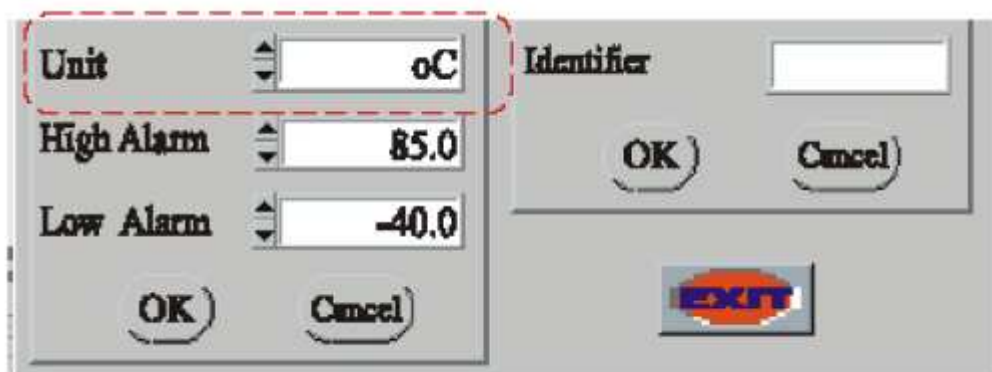 Unit oC
High Alarm 85.0
Low Alarm -40.0
OK Cancel
Identifier
OK Cancel
EXIT